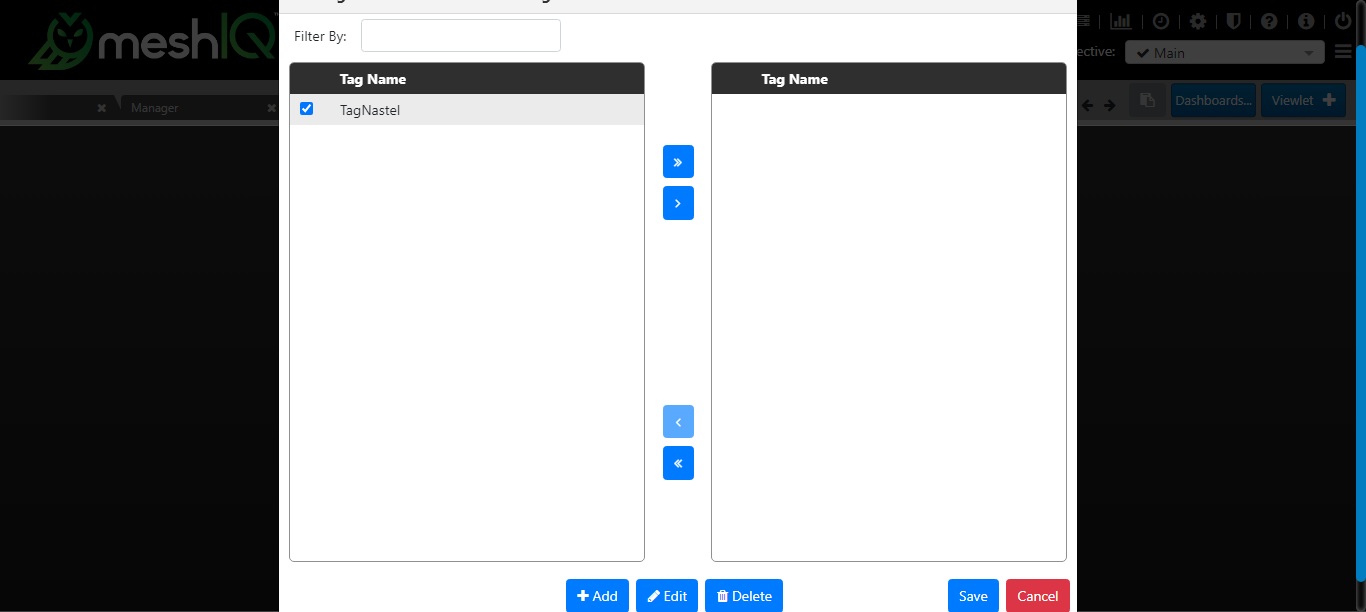 meshIQ
Filter By:
ective:
Main
Manager
Dashboards...
Viewlet
Tag Name
Tag Name
TagNastel
Add
Edit
Delete
Save
Cancel